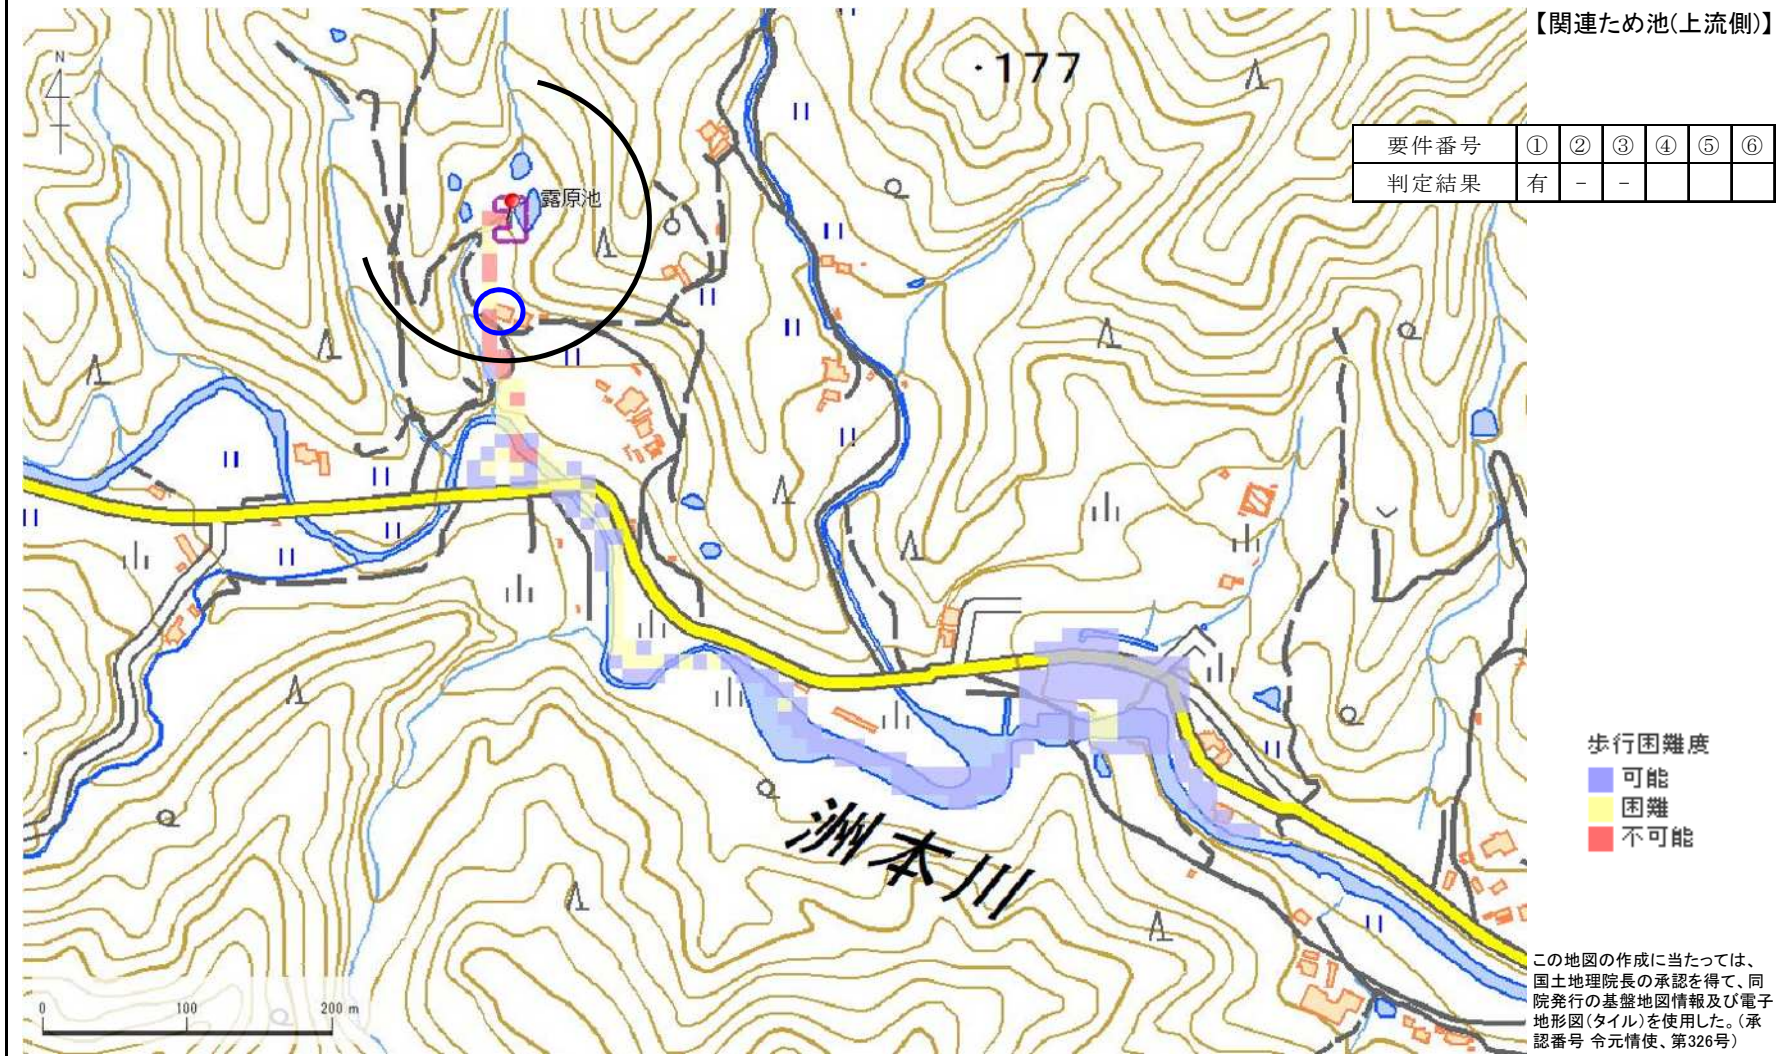 【関連ため池(上流側)】
N
・177
要件番号 ① ② ③ ④ ⑤ ⑥
判定結果 有 - -
露原池
洲本川
歩行困難度
可能
困難
不可能
0 100 200 m
この地図の作成に当たっては、
国土地理院長の承認を得て、同
院発行の基盤地図情報及び電子
地形図(タイル)を使用した。(承
認番号 令元情使、第326号)